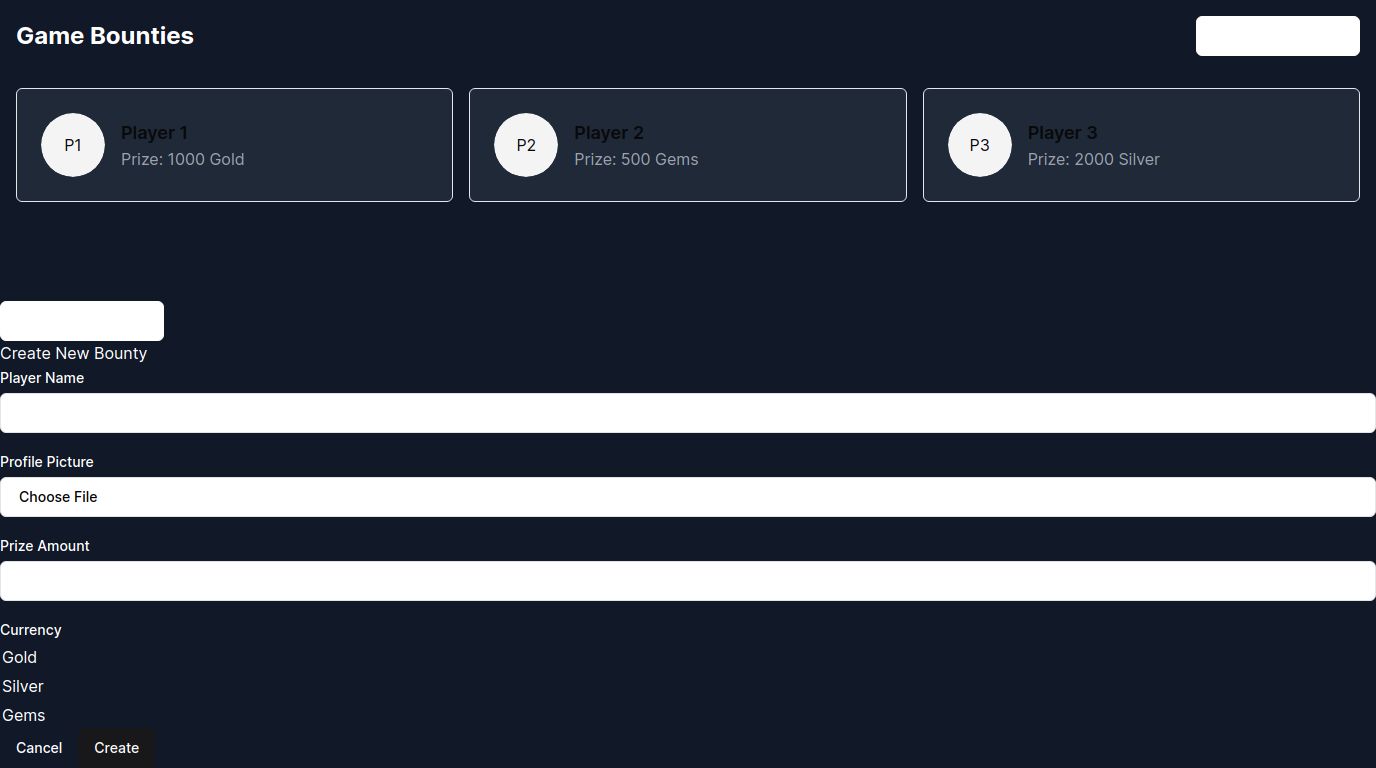 Game Bounties
P1
Player 1
Prize: 1000 Gold
P2
Player 2
Prize: 500 Gems
P3
Player 3
Prize: 2000 Silver
Create New Bounty
Player Name
Profile Picture
Choose File
Prize Amount
Currency
Gold
Silver
Gems
Cancel
Create